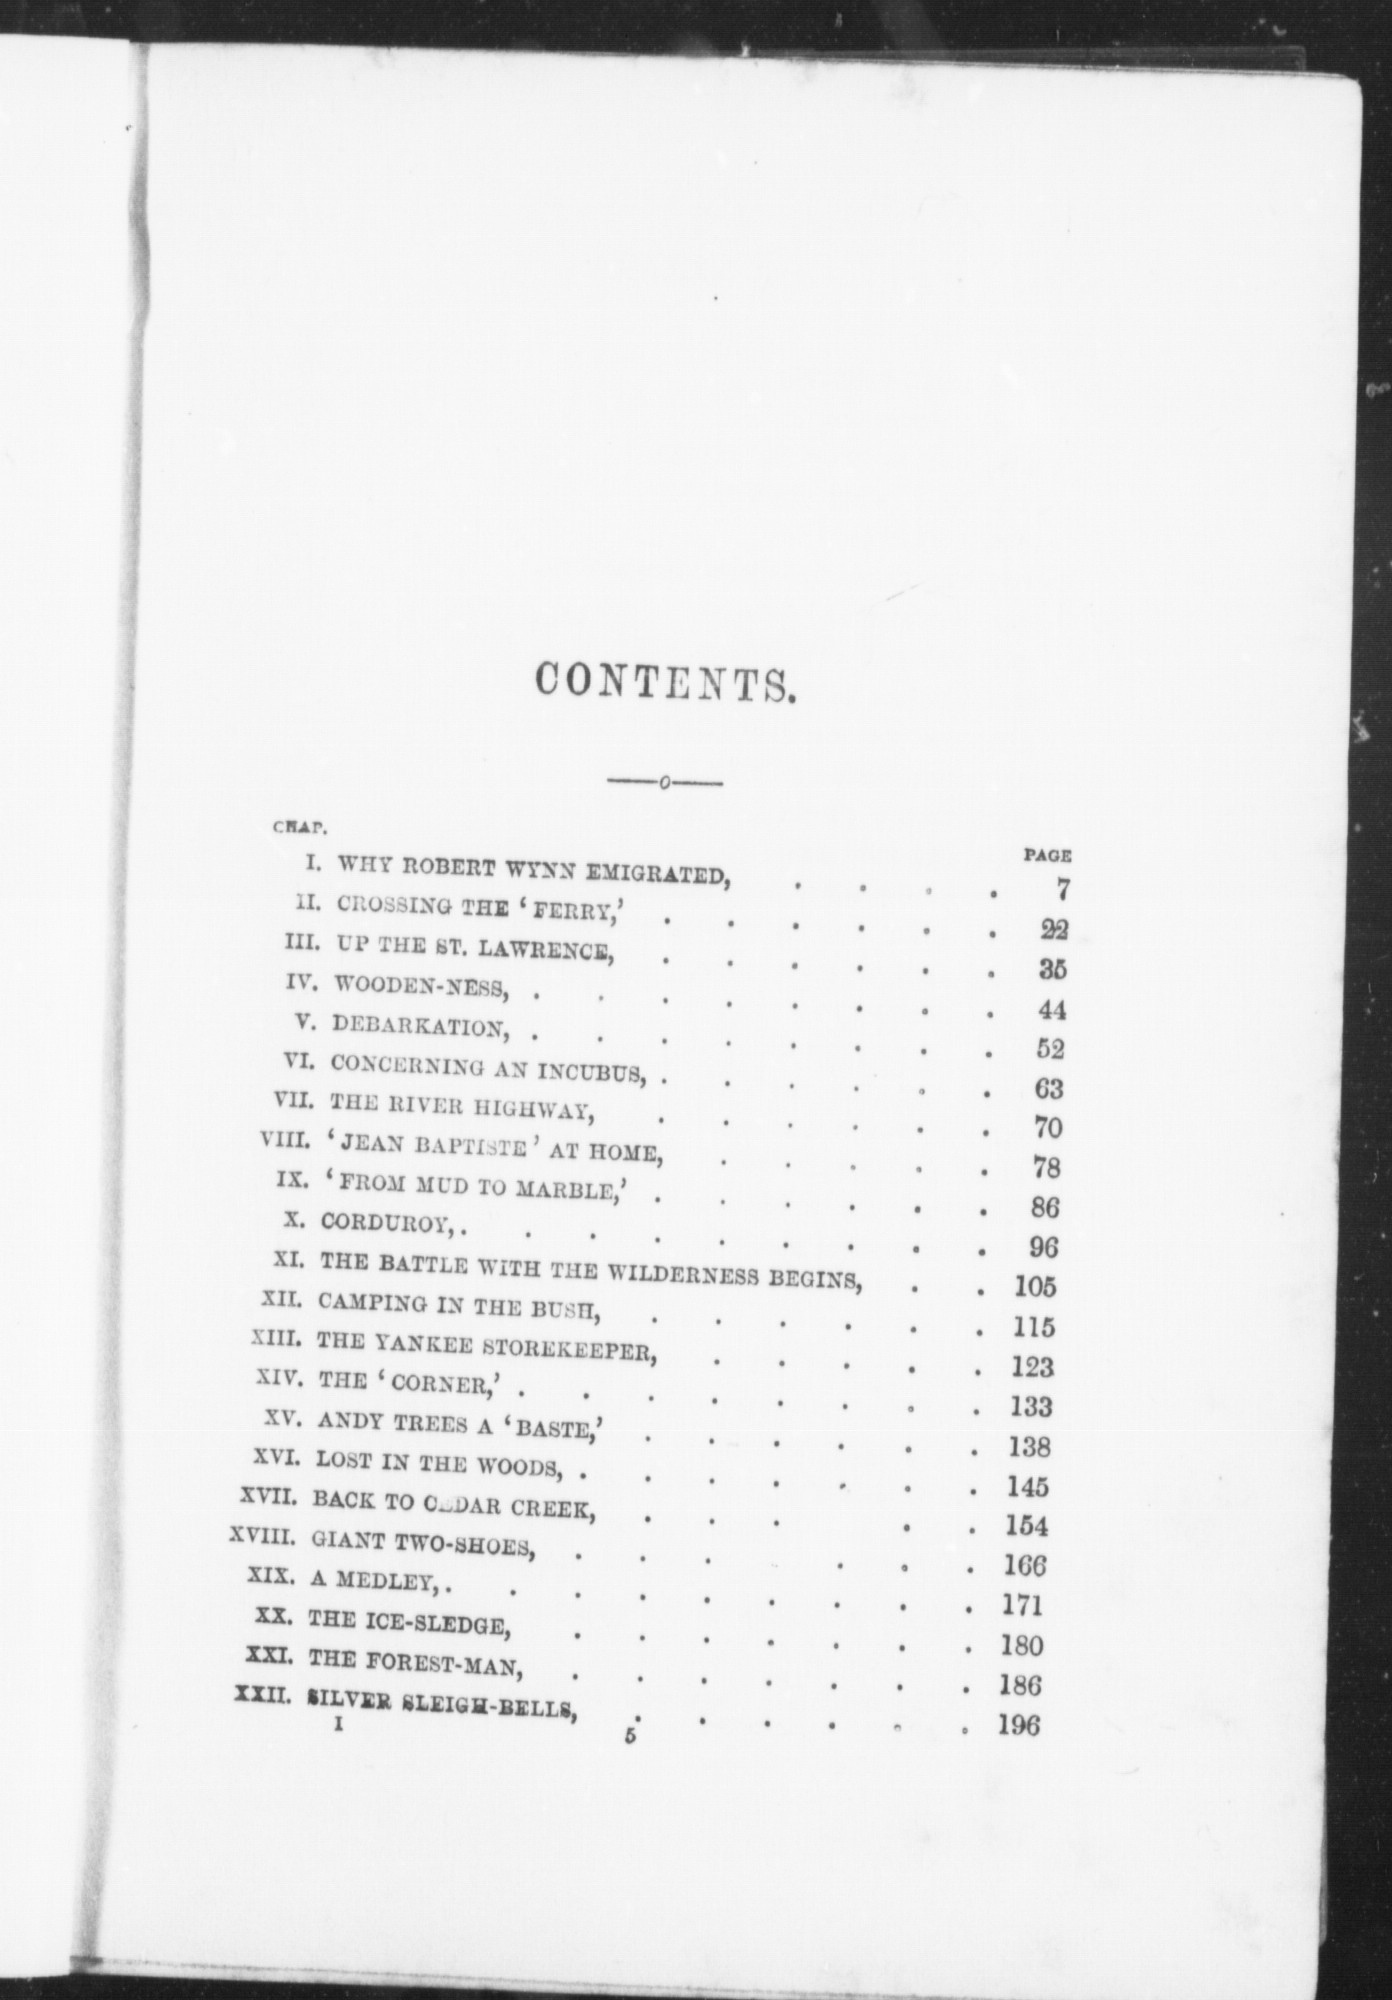 CONTENTS.
CHAP. PAGE
I. WHY ROBERT WYNN EMIGRATED, . . . . 7
II. CROSSING THE ‘FERRY,’ . . . . . . 22
III. UP THE ST. LAWRENCE, . . . . . . 35
IV. WOODEN-NESS, . . . . . . . . 44
V. DEBARKATION, . . . . . . . . 52
VI. CONCERNING AN INCUBUS, . . . . . . 63
VII. THE RIVER HIGHWAY, . . . . . . 70
VIII. ‘JEAN BAPTISTE’ AT HOME, . . . . . 78
IX. ‘FROM MUD TO MARBLE,’ . . . . . . 86
X. CORDUROY, . . . . . . . . . 96
XI. THE BATTLE WITH THE WILDERNESS BEGINS, . . 105
XII. CAMPING IN THE BUSH, . . . . . . 115
XIII. THE YANKEE STOREKEEPER, . . . . . 123
XIV. THE ‘CORNER,’ . . . . . . . . 133
XV. ANDY TREES A ‘BASTE,’ . . . . . . 138
XVI. LOST IN THE WOODS, . . . . . . . 145
XVII. BACK TO CEDAR CREEK, . . . . . 154
XVIII. GIANT TWO-SHOES, . . . . . . 166
XIX. A MEDLEY, . . . . . . . . . 171
XX. THE ICE-SLEDGE, . . . . . . . 180
XXI. THE FOREST-MAN, . . . . . . . 186
XXII. SILVER SLEIGH-BELLS, . . . . . . 196
I 5